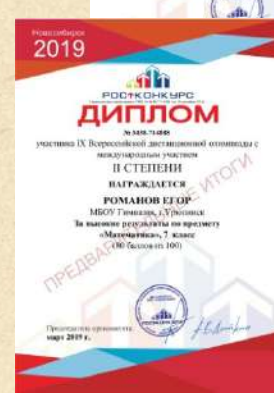 Новосибирск
2019
РОСТКОНКУРС
ДИПЛОМ
участника IX Всероссийской дистанционной олимпиады с
международным участием
II СТЕПЕНИ
НАГРАЖДАЕТСЯ
РОМАНОВ ЕГОР
МБОУ Гимназия, г.Урюпинск
За высокие результаты по предмету
«Математика», 7 класс
(80 баллов из 100)
ПРЕДВАРИТЕЛЬНЫЕ ИТОГИ
Председатель оргкомитета
март 2019 г.